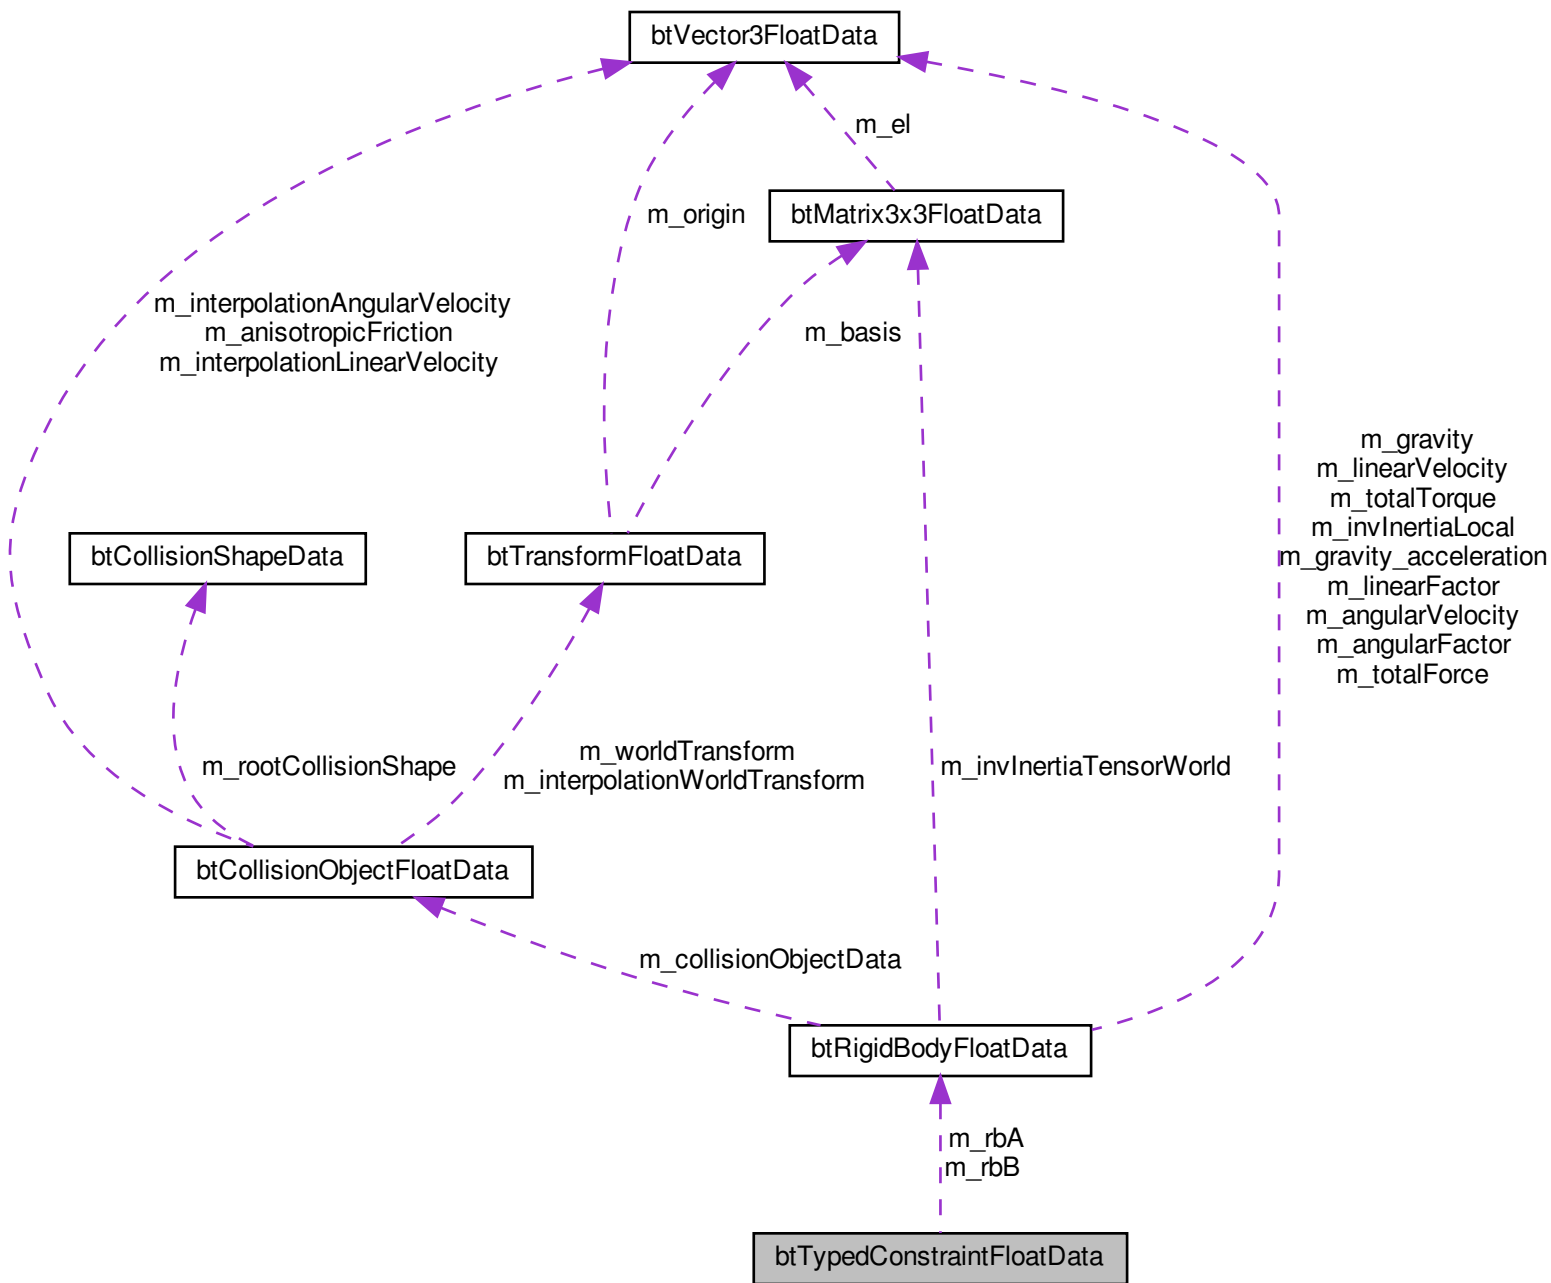 btVector3FloatData
m_el
btMatrix3x3FloatData
m_origin
m_interpolationAngularVelocity
m_anisotropicFriction
m_interpolationLinearVelocity
m_basis
m_gravity
m_linearVelocity
m_totalTorque
m_invInertiaLocal
m_gravity_acceleration
m_linearFactor
m_angularVelocity
m_angularFactor
m_totalForce
btCollisionShapeData
btTransformFloatData
m_rootCollisionShape
m_worldTransform
m_interpolationWorldTransform
m_invInertiaTensorWorld
btCollisionObjectFloatData
m_collisionObjectData
btRigidBodyFloatData
m_rbA
m_rbB
btTypedConstraintFloatData